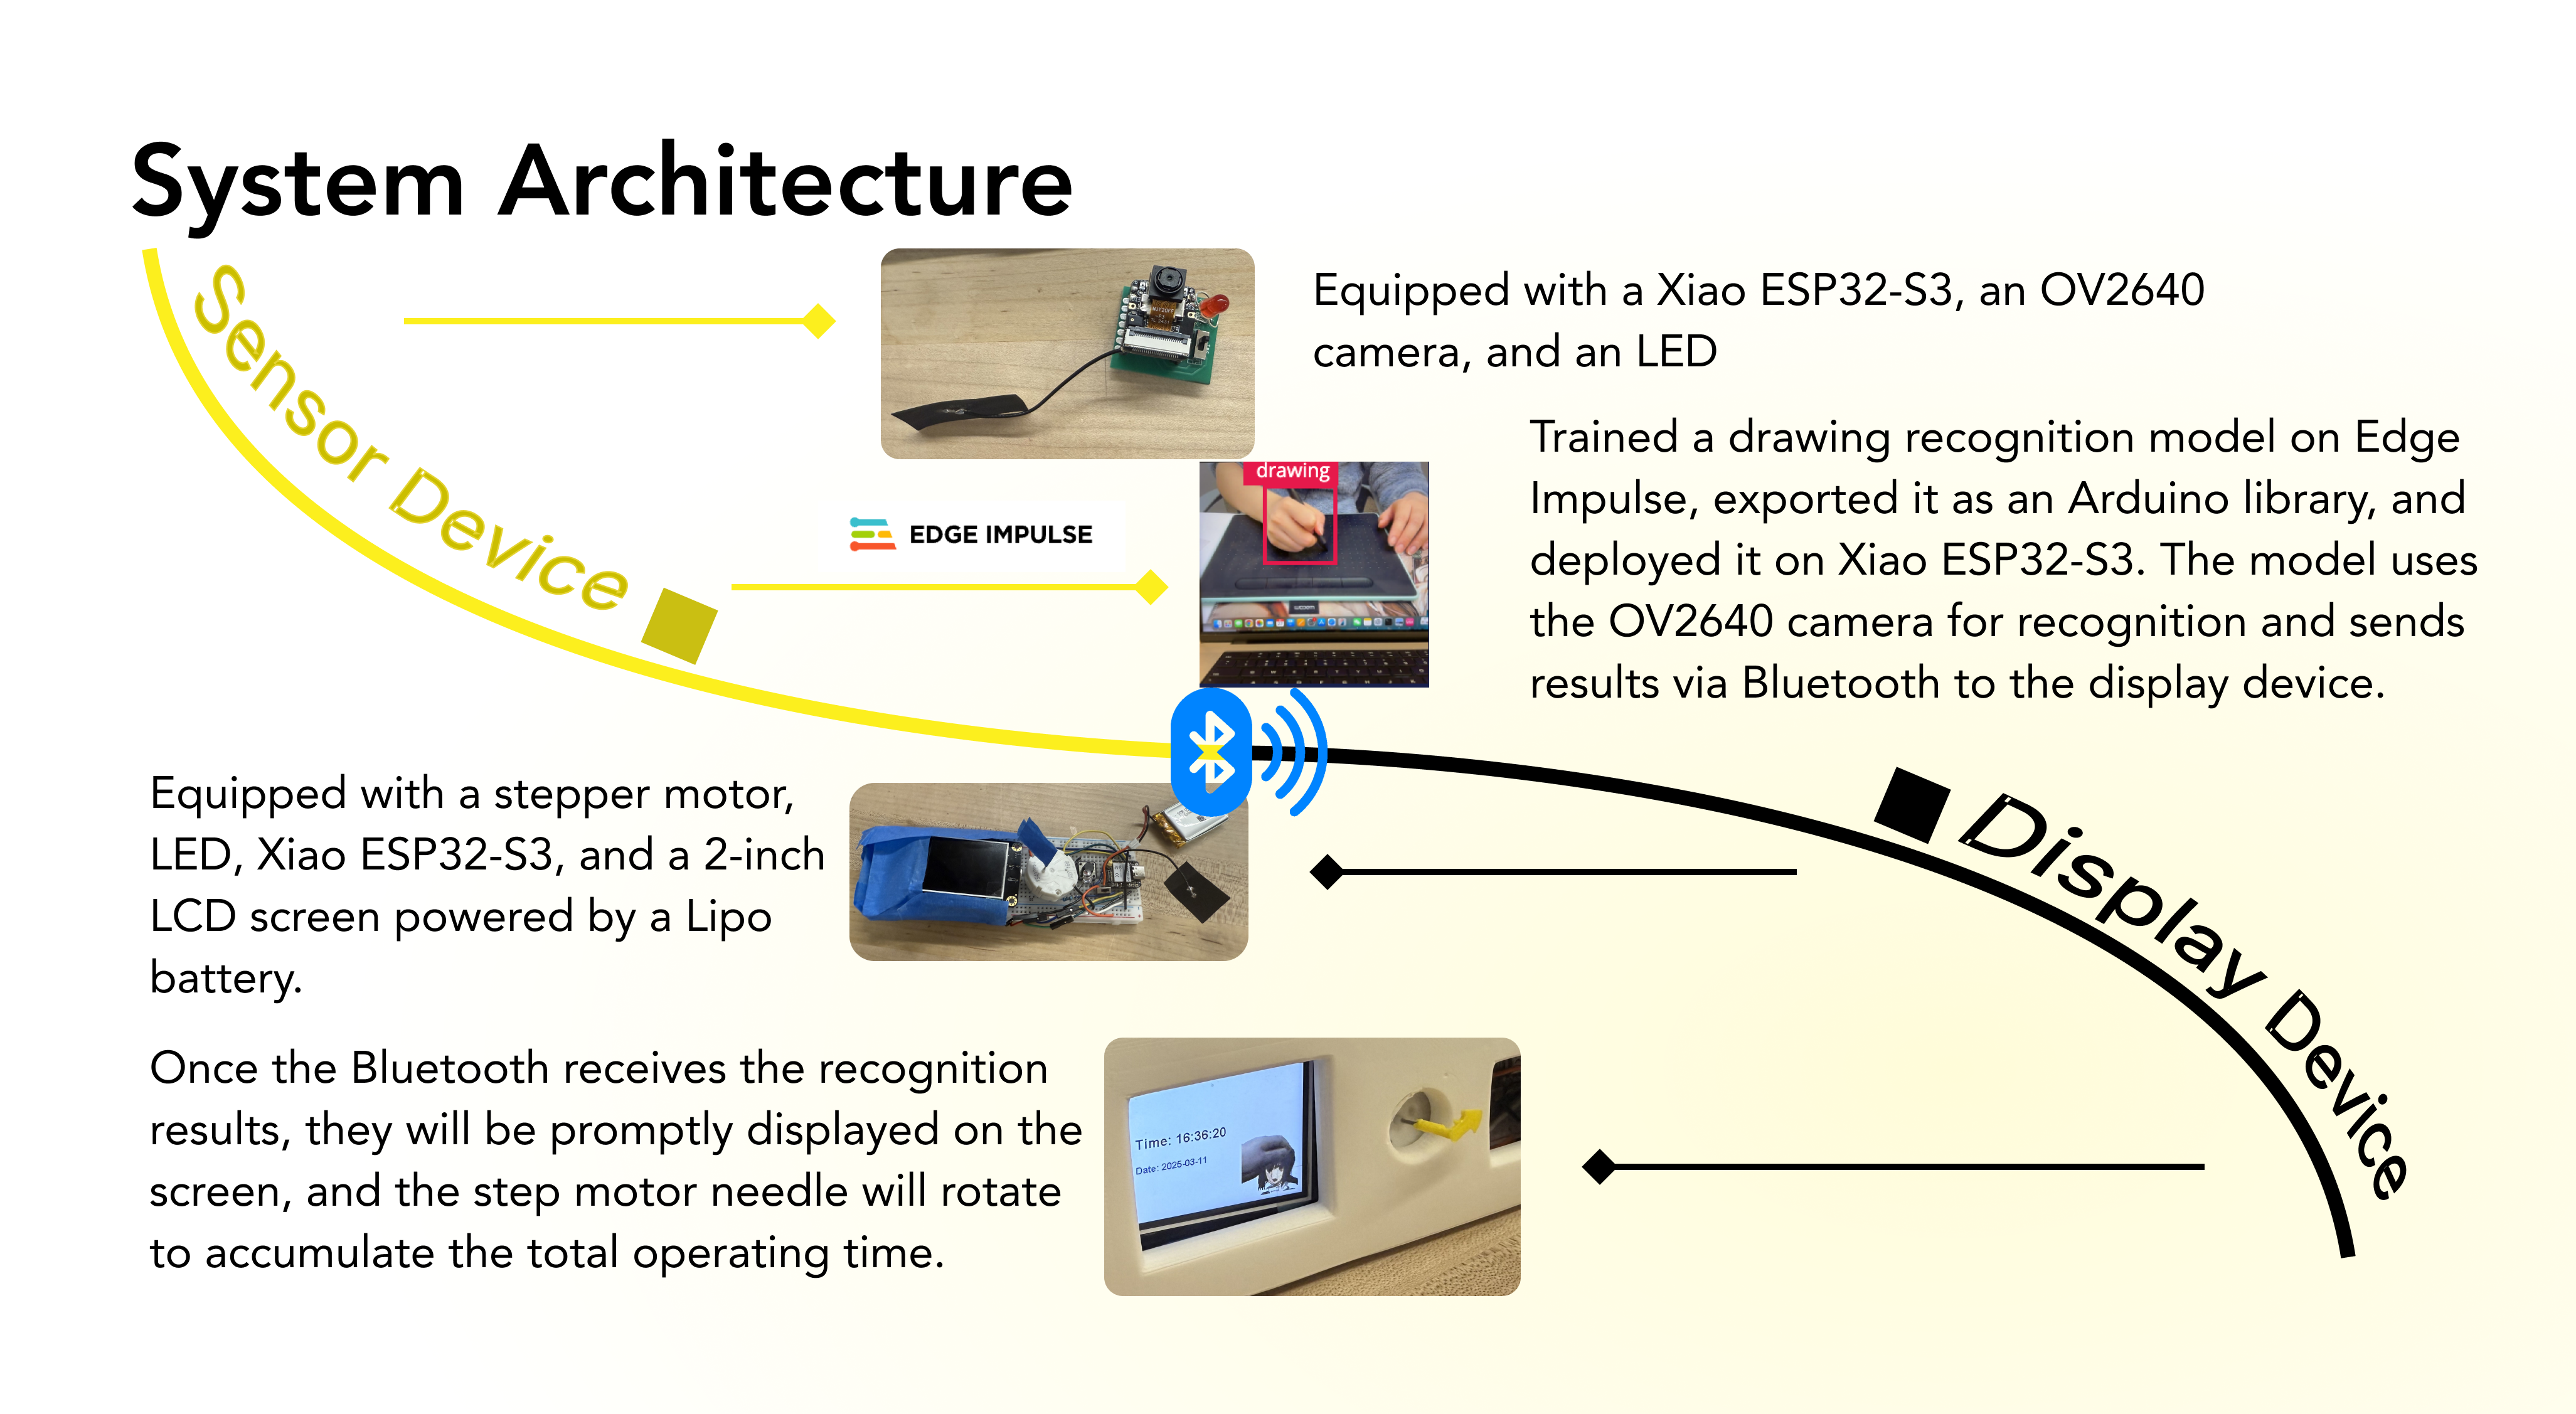 System Architecture
Sensor Device
Equipped with a Xiao ESP32-S3, an OV2640
camera, and an LED
EDGE IMPULSE
drawing
wacom
Trained a drawing recognition model on Edge
Impulse, exported it as an Arduino library, and
deployed it on Xiao ESP32-S3. The model uses
the OV2640 camera for recognition and sends
results via Bluetooth to the display device.
Equipped with a stepper motor,
LED, Xiao ESP32-S3, and a 2-inch
LCD screen powered by a Lipo
battery.
Display Device
Once the Bluetooth receives the recognition
results, they will be promptly displayed on the
screen, and the step motor needle will rotate
to accumulate the total operating time.
Time: 16:36:20
Date: 2025-03-11